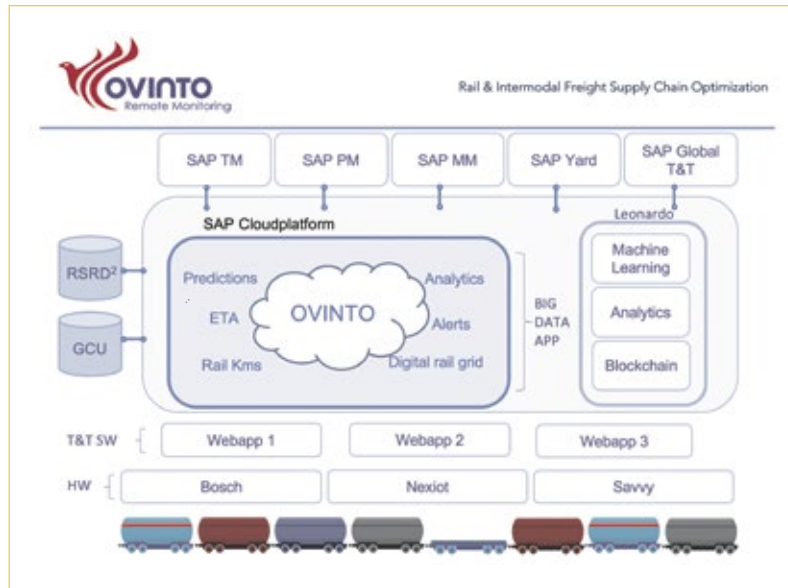 OVINTO
Remote Monitoring
Rail & Intermodal Freight Supply Chain Optimization
SAP TM
SAP PM
SAP MM
SAP Yard
SAP Global
T&T
SAP Cloudplatform
Leonardo
RSRD²
GCU
Predictions
ETA
Rail Kms
OVINTO
Analytics
Alerts
Digital rail grid
BIG
DATA
APP
Machine
Learning
Analytics
Blockchain
T&T SW
Webapp 1
Webapp 2
Webapp 3
HW
Bosch
Nexiot
Savvy